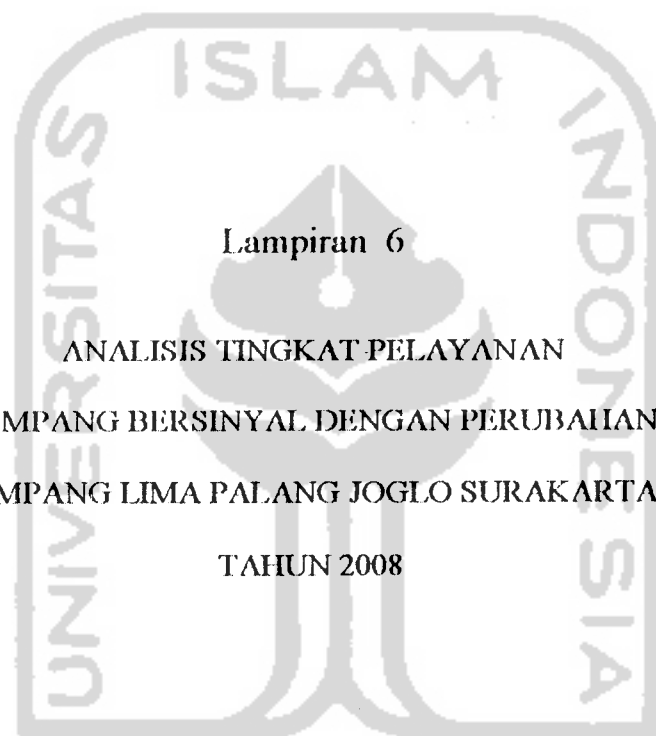 ISLAM
UNIVERSITAS
INDONESIA
Lampiran 6
ANALISIS TINGKAT PELAYANAN
MPANG BERSINYAL DENGAN PERUBAHAN
MPANG LIMA PALANG JOGLO SURAKARTA
TAHUN 2008